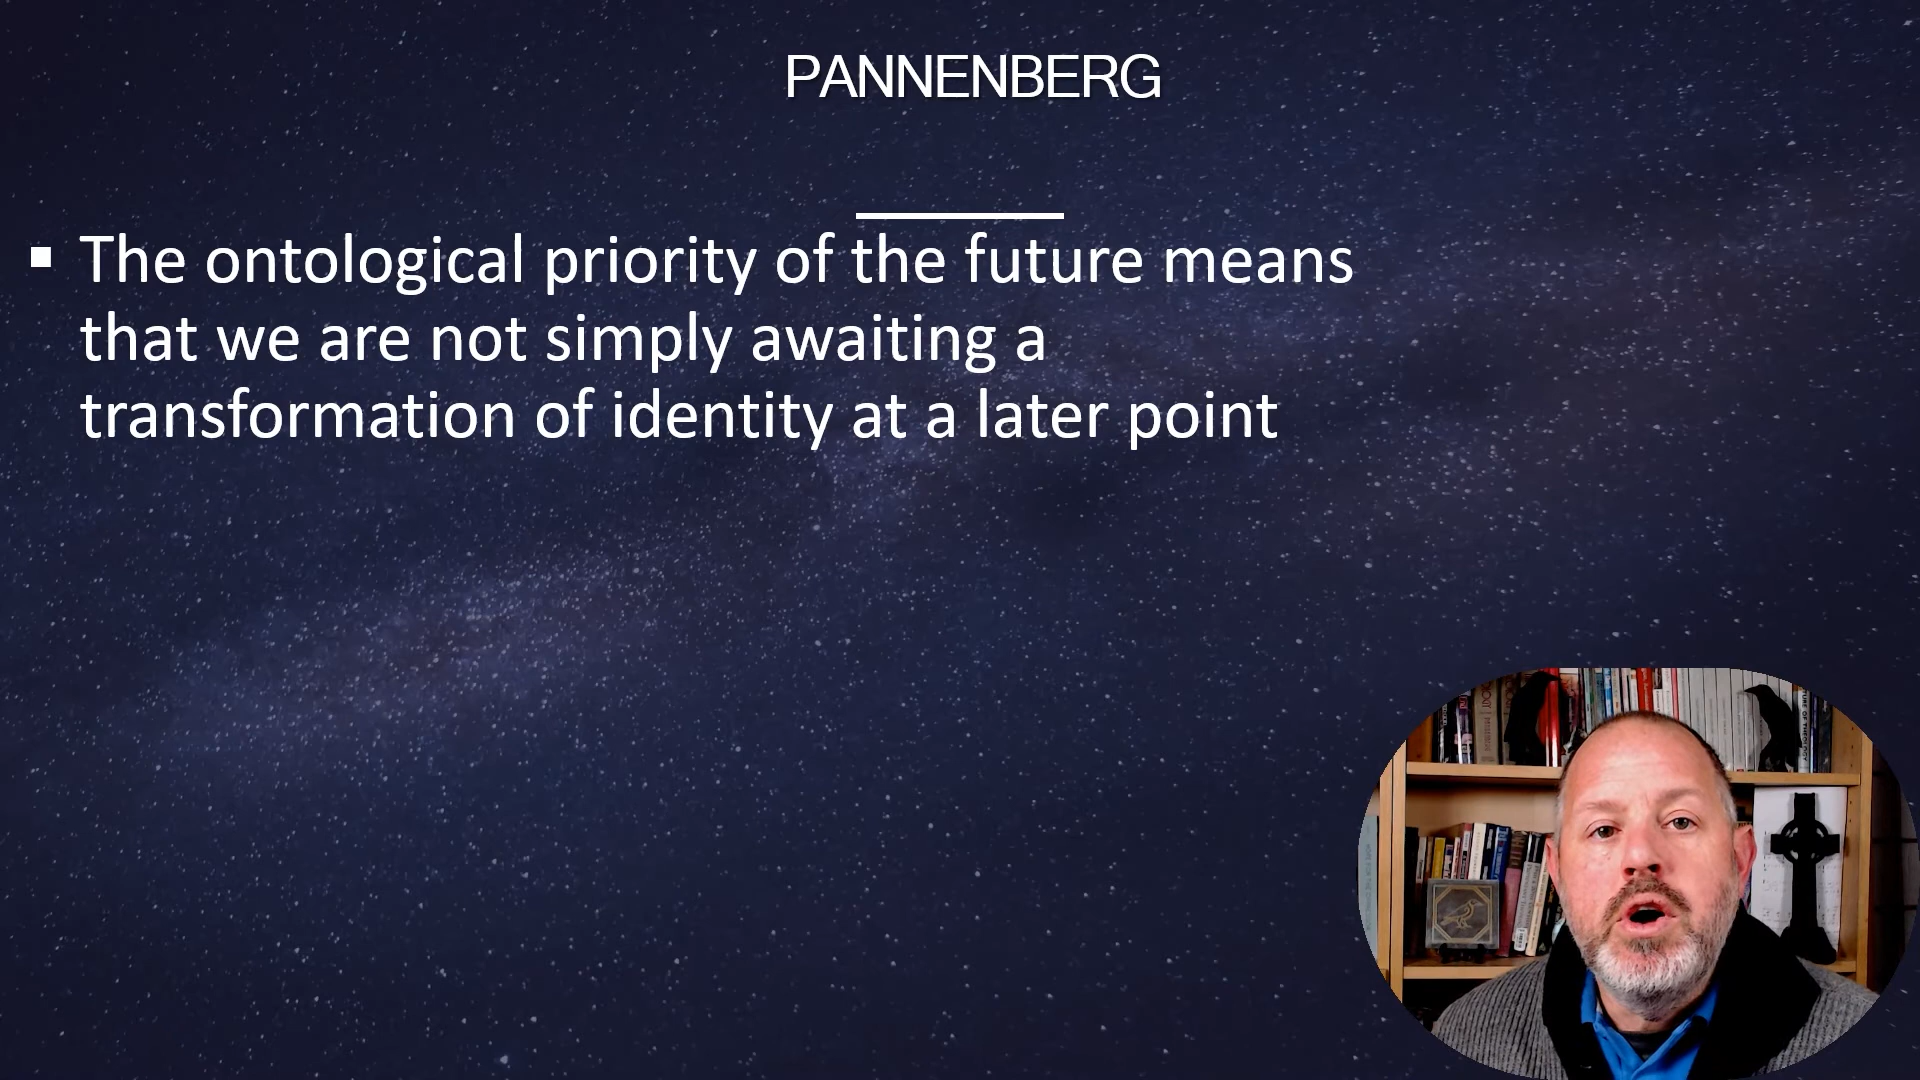 PANNENBERG
▪ The ontological priority of the future means
that we are not simply awaiting a
transformation of identity at a later point